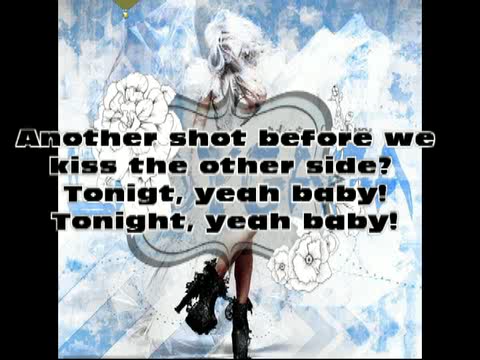 Another shot before we
kiss the other side?
Tonigt, yeah baby!
Tonight, yeah baby!